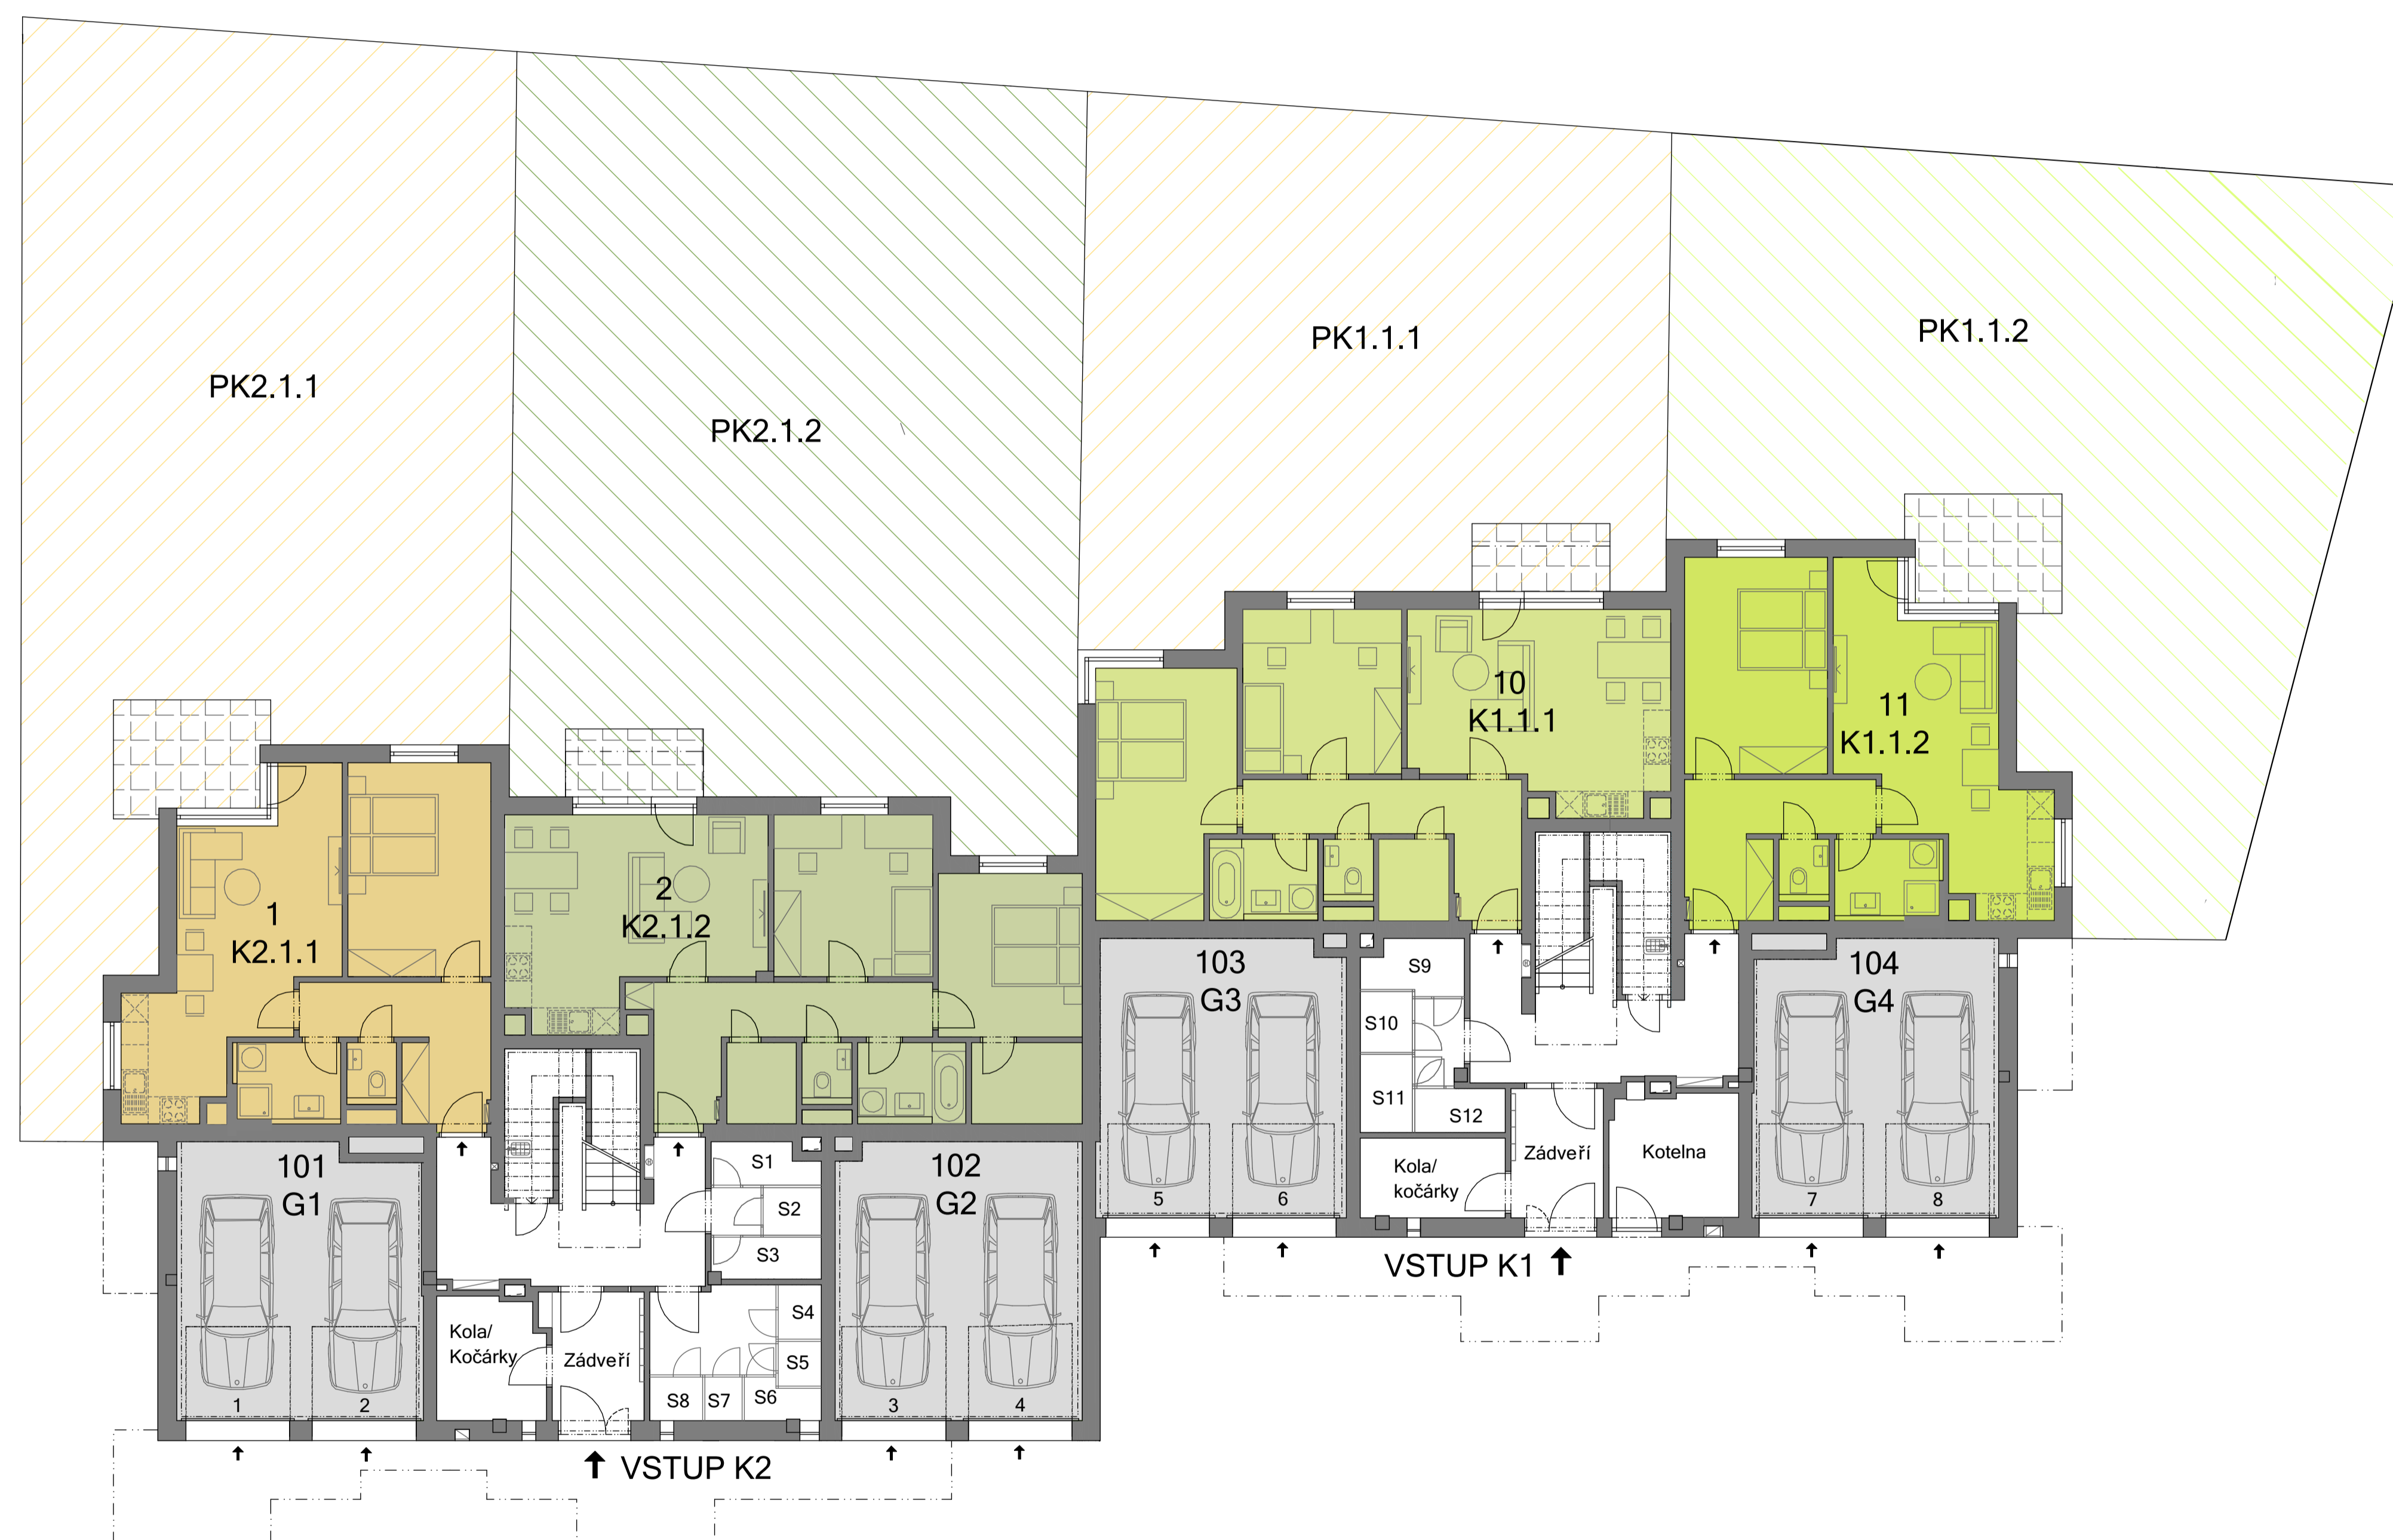 PK2.1.1
PK2.1.2
PK1.1.1
PK1.1.2
1
K2.1.1
2
K2.1.2
10
K1.1.1
11
K1.1.2
101
G1
102
G2
103
G3
104
G4
S1
S2
S3
S4
S5
S6
S7
S8
S9
S10
S11
S12
Kola/
Kočárky
Zádveří
Kola/
kočárky
Zádveří
Kotelna
1
2
3
4
5
6
7
8
VSTUP K2
VSTUP K1